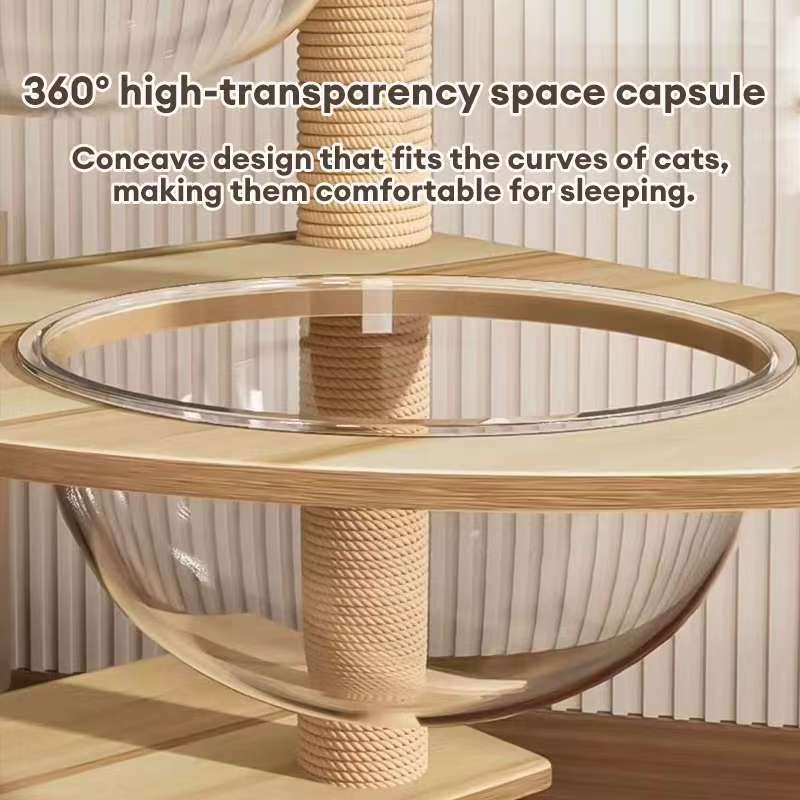 360° high-transparency space capsule
Concave design that fits the curves of cats,
making them comfortable for sleeping.